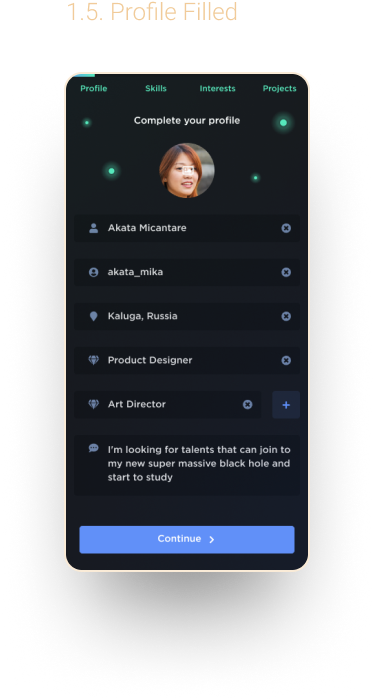 1.5. Profile Filled
Profile Skills Interests Projects
Complete your profile
Akata Micantare
akata_mika
Kaluga, Russia
Product Designer
Art Director
+
I'm looking for talents that can join to
my new super massive black hole and
start to study
Continue